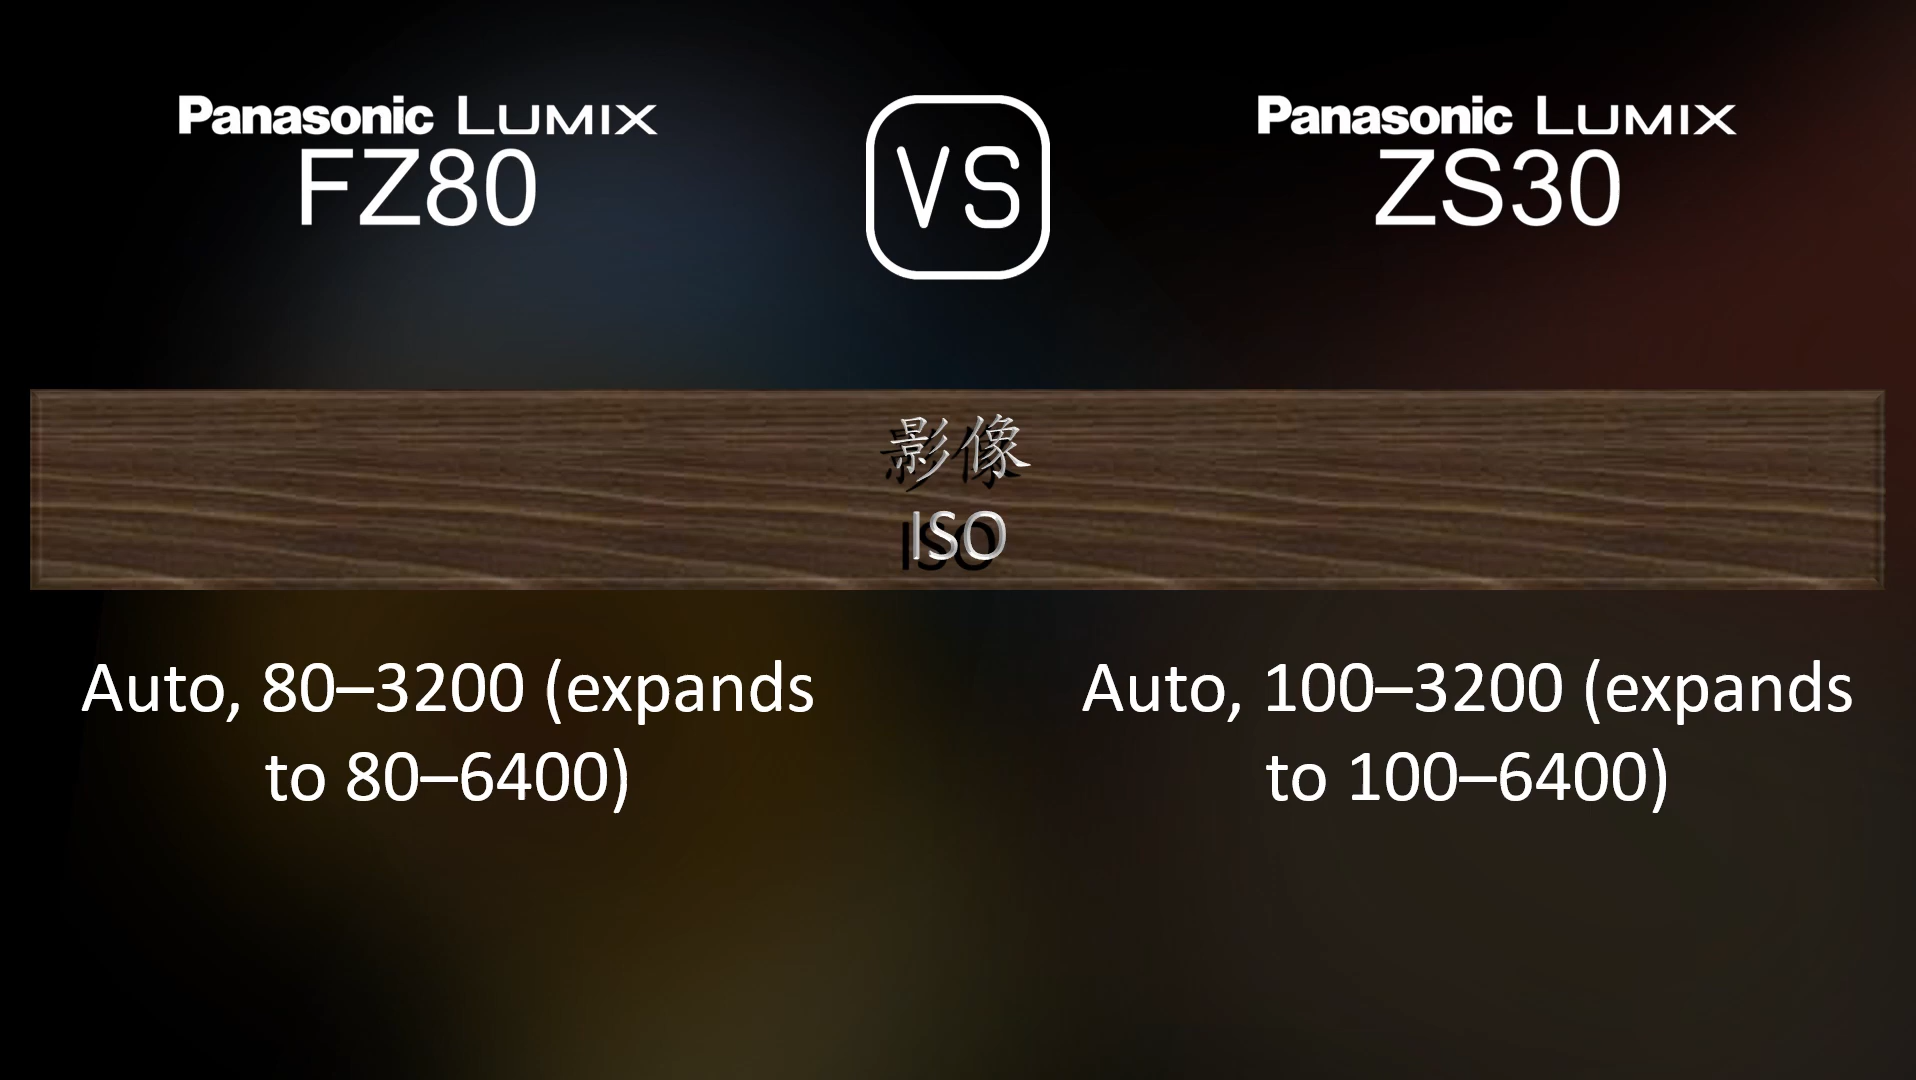 Panasonic LUMIX
FZ80
VS
Panasonic LUMIX
ZS30
影像
ISO
Auto, 80–3200 (expands
to 80–6400)
Auto, 100–3200 (expands
to 100–6400)